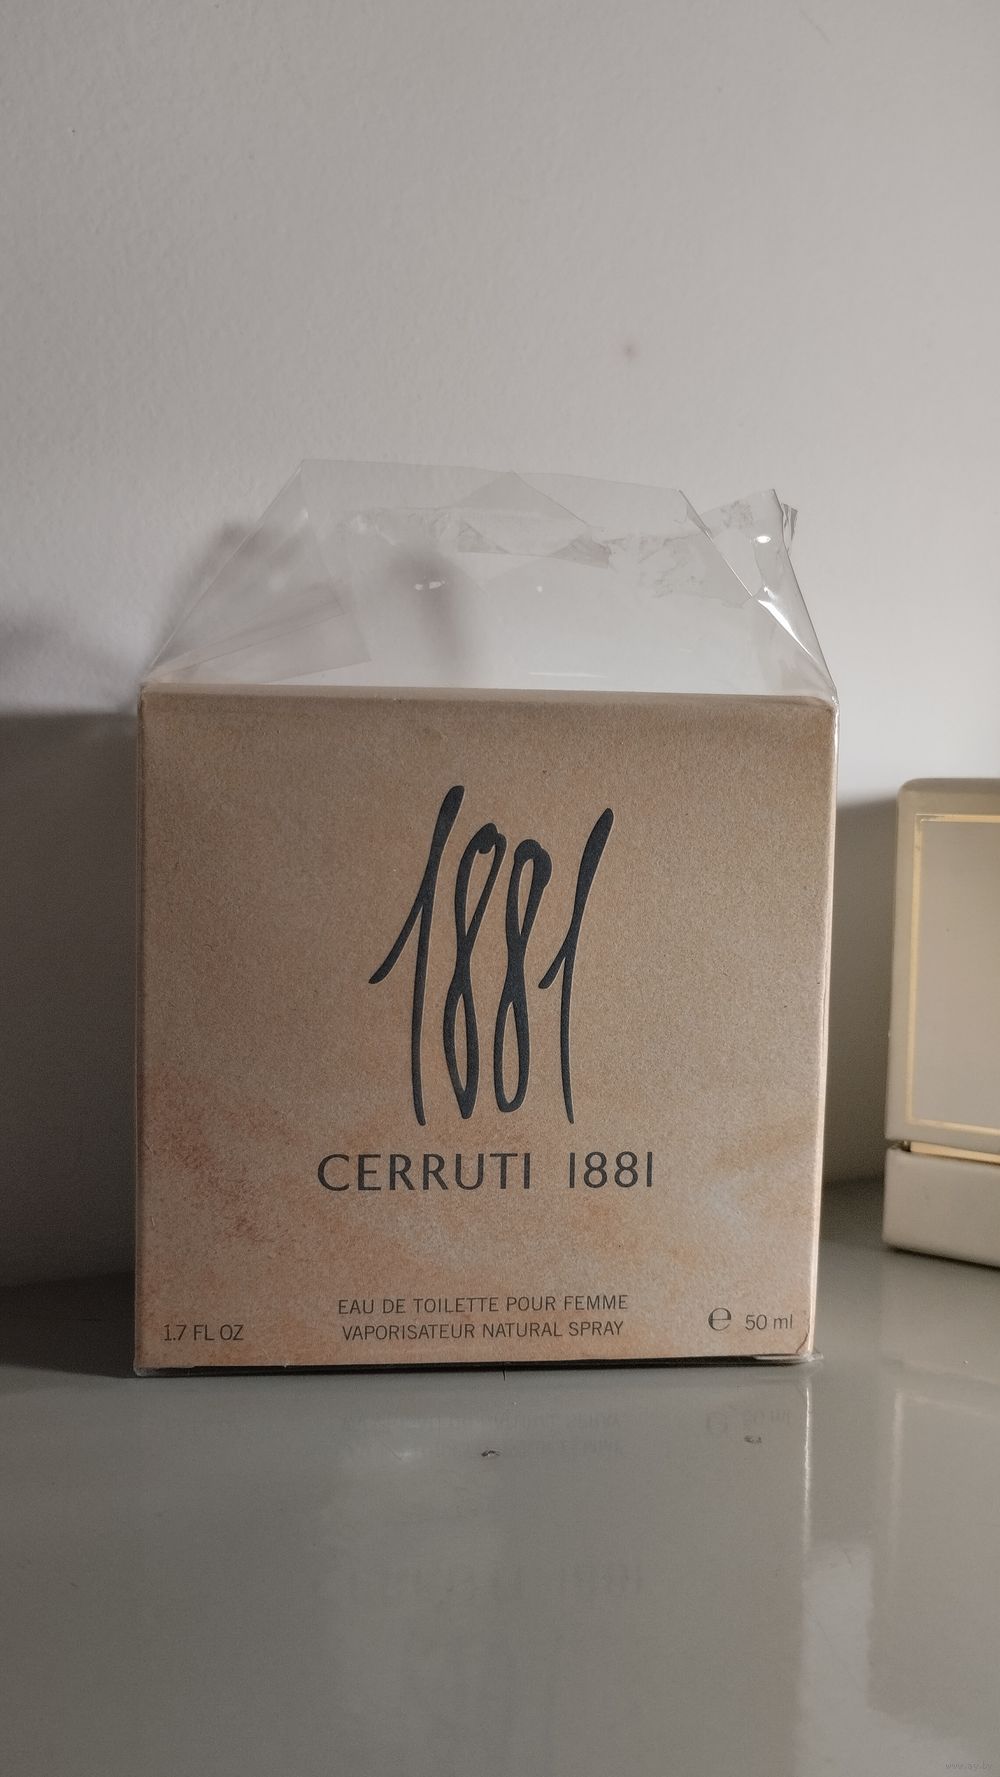 1881
CERRUTI 1881
EAU DE TOILETTE POUR FEMME
VAPORISATEUR NATURAL SPRAY
1.7 FL OZ
℮ 50 ml